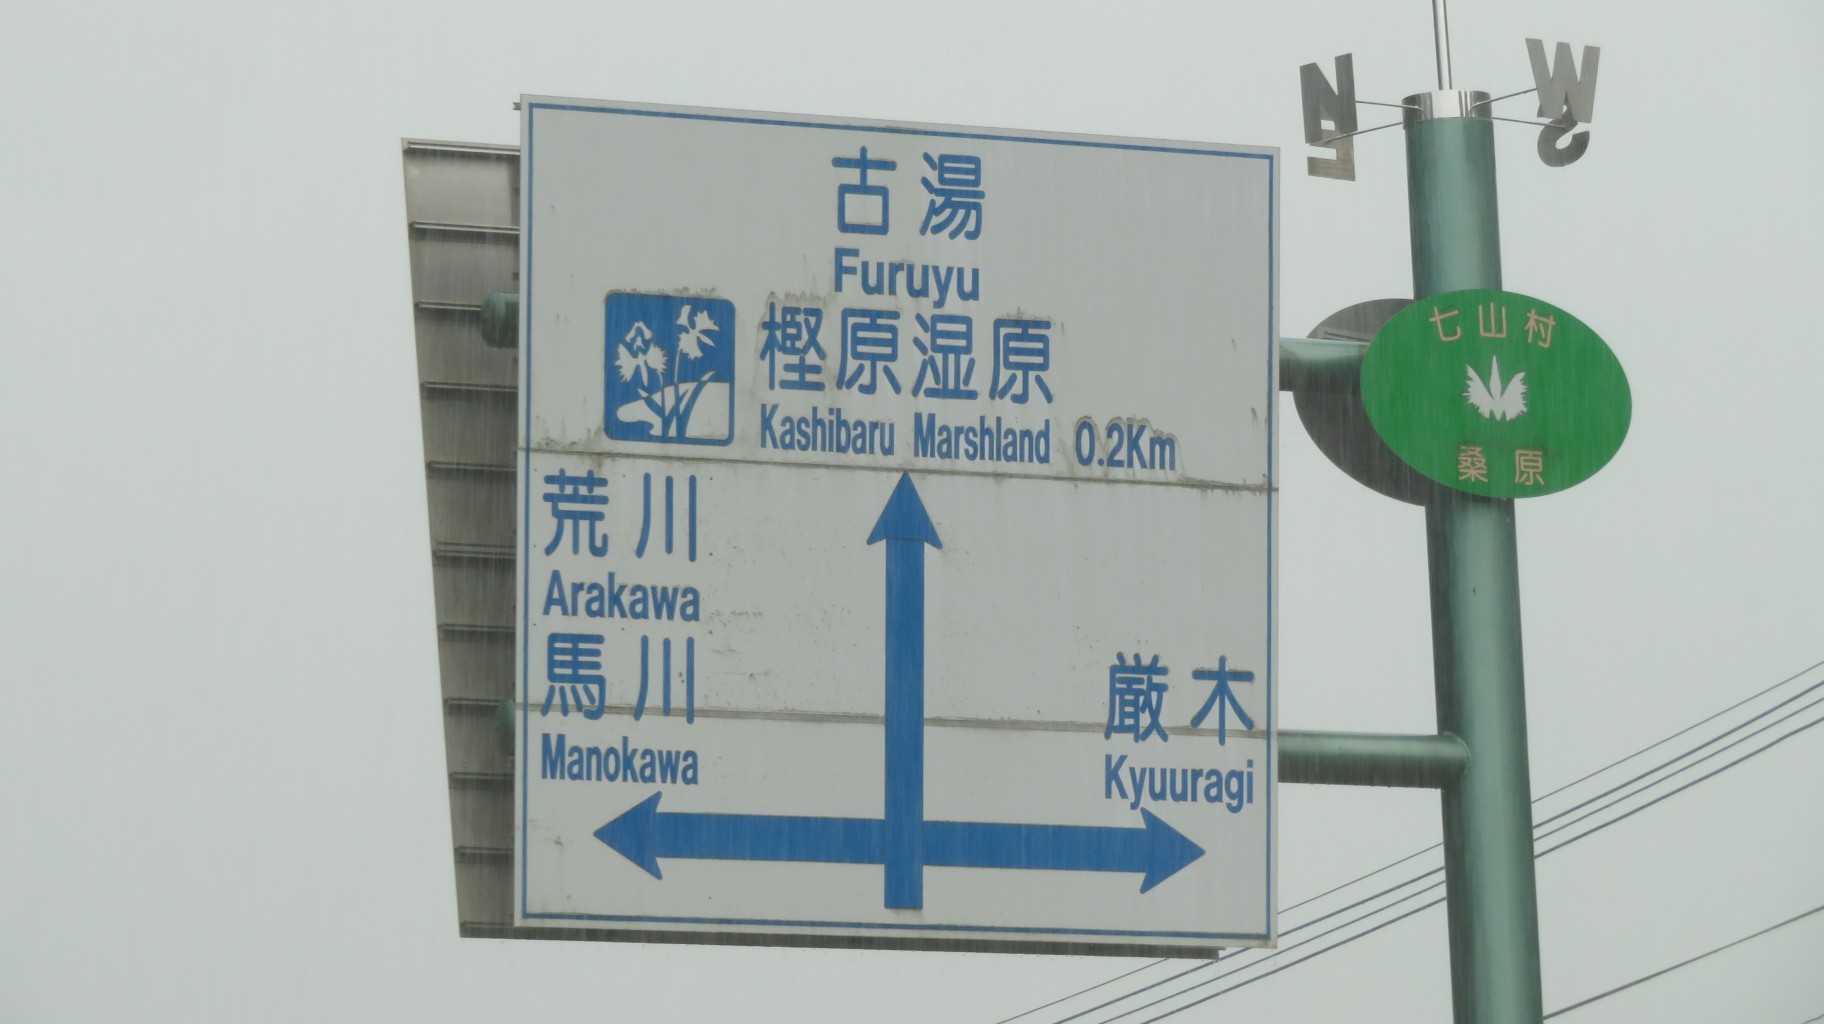 古湯
Furuyu
樫原湿原
Kashibaru Marshland 0.2Km
荒川
Arakawa
馬川
Manokawa
厳木
Kyuuragi
N
W
E
S
七山村
桑原